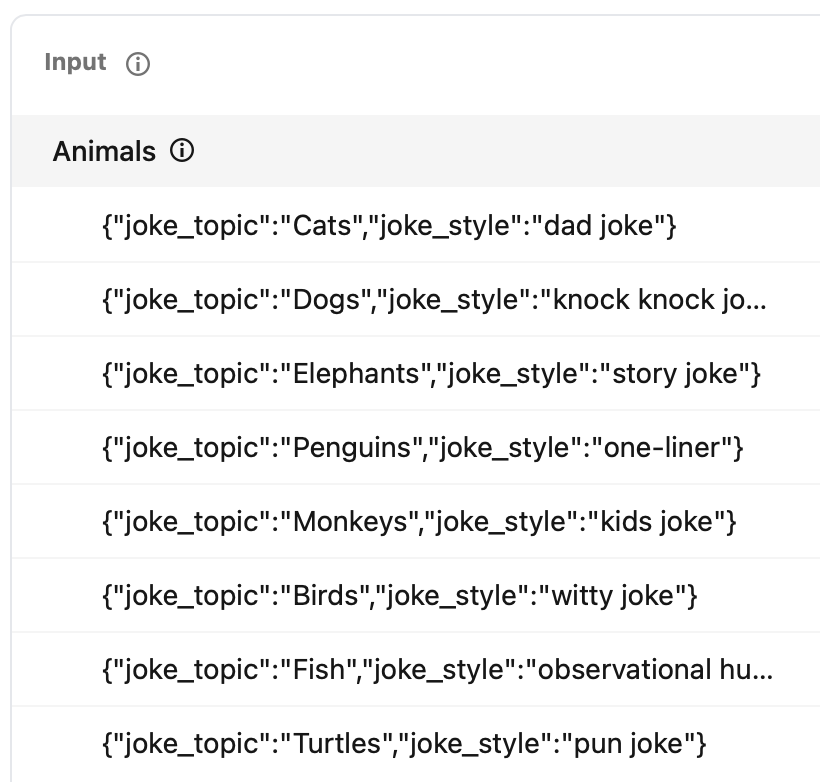 Input
Animals
{"joke_topic":"Cats","joke_style":"dad joke"}
{"joke_topic":"Dogs","joke_style":"knock knock jo...
{"joke_topic":"Elephants","joke_style":"story joke"}
{"joke_topic":"Penguins","joke_style":"one-liner"}
{"joke_topic":"Monkeys","joke_style":"kids joke"}
{"joke_topic":"Birds","joke_style":"witty joke"}
{"joke_topic":"Fish","joke_style":"observational hu...
{"joke_topic":"Turtles","joke_style":"pun joke"}